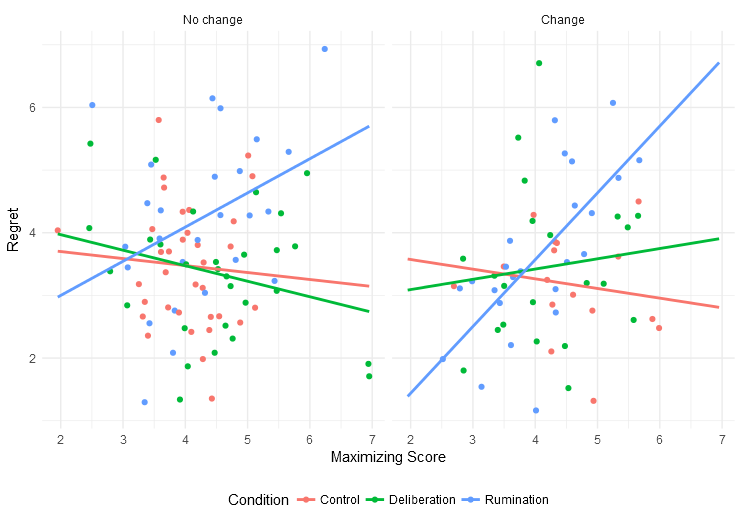 No change
Change
Regret
6
4
2
2 3 4 5 6 7
2 3 4 5 6 7
Maximizing Score
Condition Control Deliberation Rumination